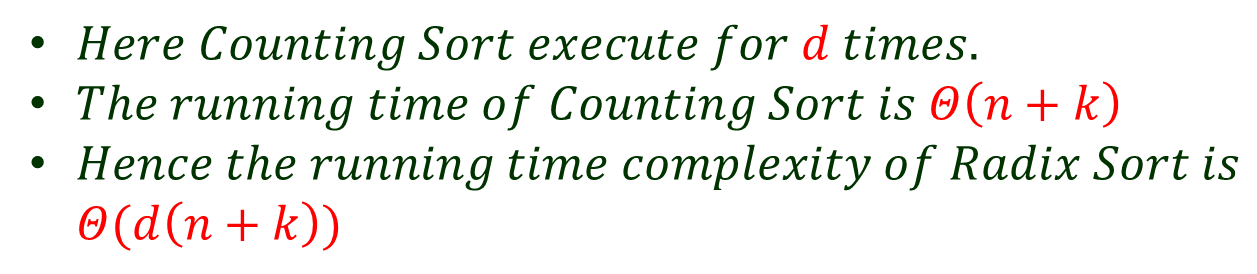 • Here Counting Sort execute for d times.
• The running time of Counting Sort is Θ(n + k)
• Hence the running time complexity of Radix Sort is
Θ(d(n + k))